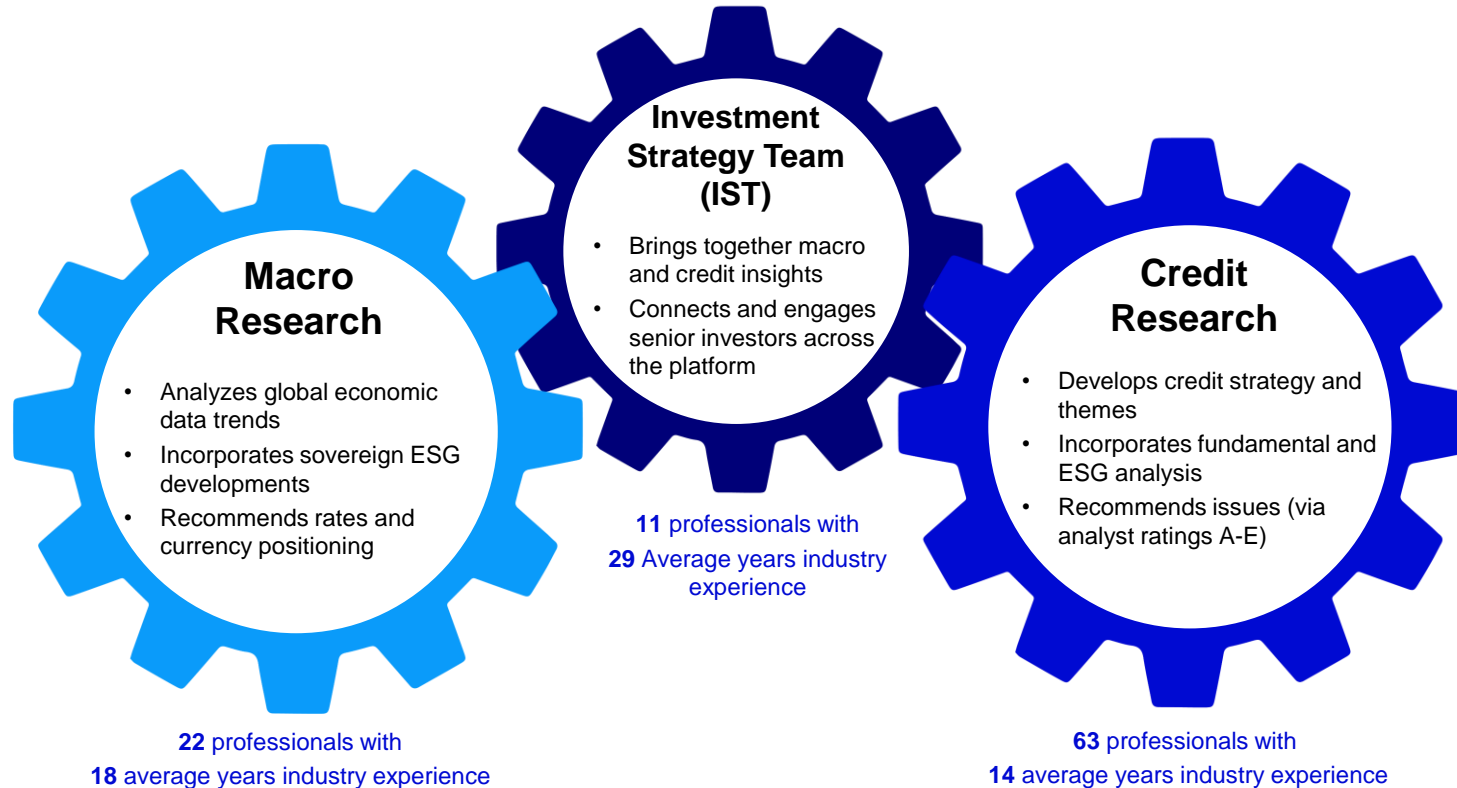 Macro
Research
• Analyzes global economic
data trends
• Incorporates sovereign ESG
developments
• Recommends rates and
currency positioning
22 professionals with
18 average years industry experience
Investment
Strategy Team
(IST)
• Brings together macro
and credit insights
• Connects and engages
senior investors across
the platform
11 professionals with
29 Average years industry
experience
Credit
Research
• Develops credit strategy and
themes
• Incorporates fundamental and
ESG analysis
• Recommends issues (via
analyst ratings A-E)
63 professionals with
14 average years industry experience